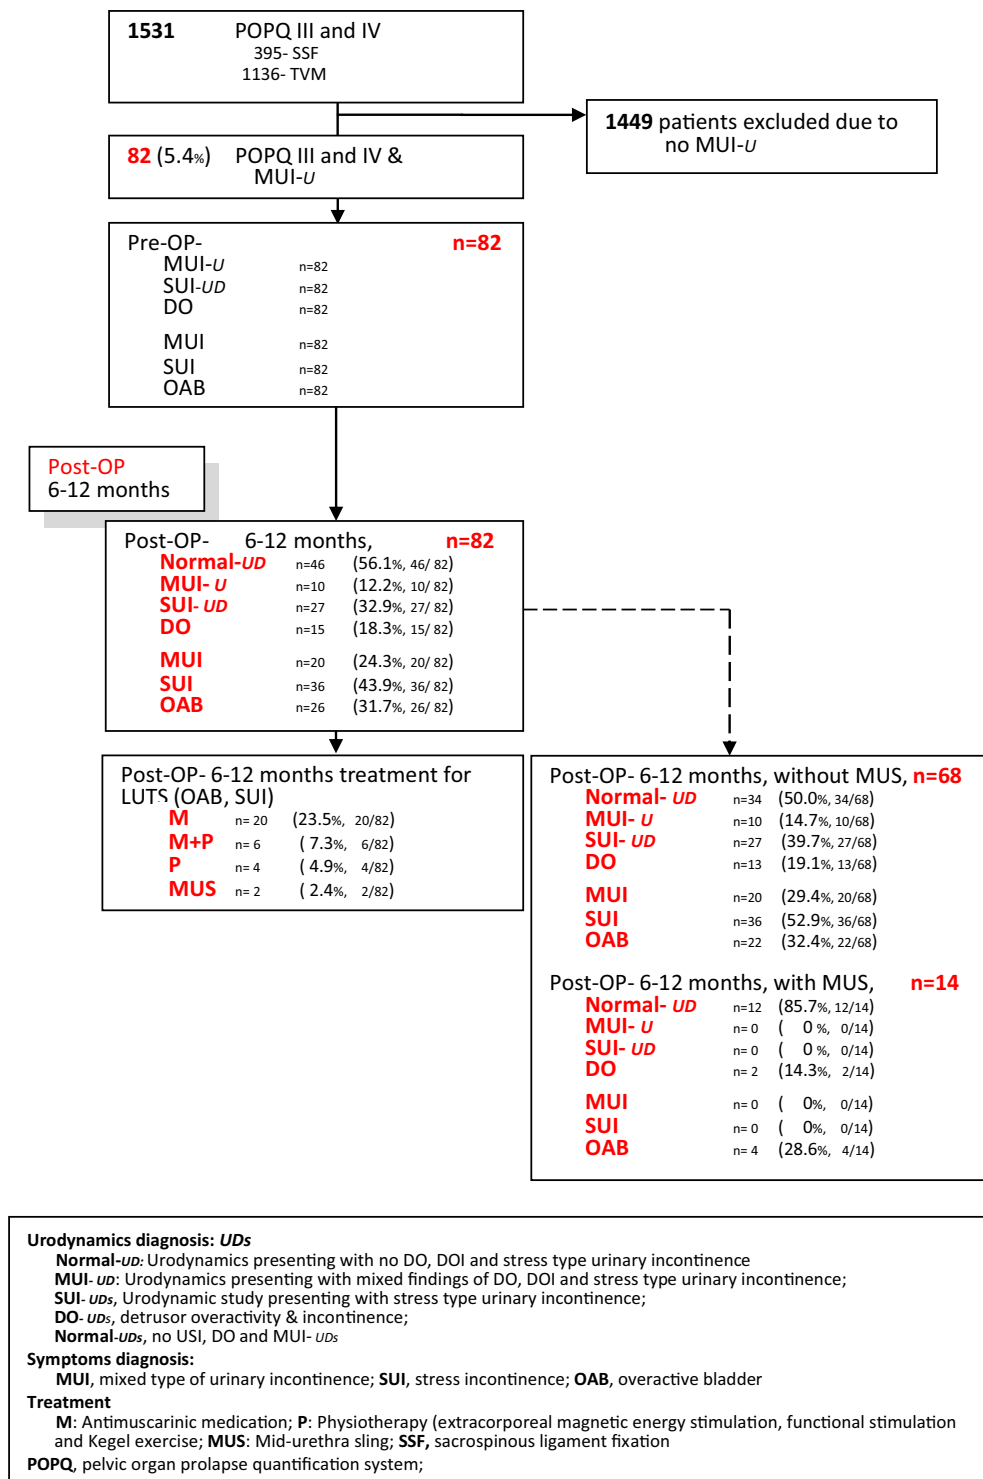 1531 POPQ III and IV
395- SSF
1136- TVM
1449 patients excluded due to
no MUI-U
82 (5.4%) POPQ III and IV &
MUI-U
Pre-OP- n=82
MUI-U n=82
SUI-UD n=82
DO n=82
MUI n=82
SUI n=82
OAB n=82
Post-OP
6-12 months
Post-OP- 6-12 months, n=82
Normal-UD n=46 (56.1%, 46/ 82)
MUI- U n=10 (12.2%, 10/ 82)
SUI- UD n=27 (32.9%, 27/ 82)
DO n=15 (18.3%, 15/ 82)
MUI n=20 (24.3%, 20/ 82)
SUI n=36 (43.9%, 36/ 82)
OAB n=26 (31.7%, 26/ 82)
Post-OP- 6-12 months treatment for
LUTS (OAB, SUI)
M n= 20 (23.5%, 20/82)
M+P n= 6 ( 7.3%, 6/82)
P n= 4 ( 4.9%, 4/82)
MUS n= 2 ( 2.4%, 2/82)
Post-OP- 6-12 months, without MUS, n=68
Normal- UD n=34 (50.0%, 34/68)
MUI- U n=10 (14.7%, 10/68)
SUI- UD n=27 (39.7%, 27/68)
DO n=13 (19.1%, 13/68)
MUI n=20 (29.4%, 20/68)
SUI n=36 (52.9%, 36/68)
OAB n=22 (32.4%, 22/68)
Post-OP- 6-12 months, with MUS, n=14
Normal- UD n=12 (85.7%, 12/14)
MUI- U n= 0 ( 0 %, 0/14)
SUI- UD n= 0 ( 0 %, 0/14)
DO n= 2 (14.3%, 2/14)
MUI n= 0 ( 0%, 0/14)
SUI n= 0 ( 0%, 0/14)
OAB n= 4 (28.6%, 4/14)
Urodynamics diagnosis: UDs
Normal-UD: Urodynamics presenting with no DO, DOI and stress type urinary incontinence
MUI- UD: Urodynamics presenting with mixed findings of DO, DOI and stress type urinary incontinence;
SUI- UDs, Urodynamic study presenting with stress type urinary incontinence;
DO- UDs, detrusor overactivity & incontinence;
Normal-UDs, no USI, DO and MUI- UDs
Symptoms diagnosis:
MUI, mixed type of urinary incontinence; SUI, stress incontinence; OAB, overactive bladder
Treatment
M: Antimuscarinic medication; P: Physiotherapy (extracorporeal magnetic energy stimulation, functional stimulation
and Kegel exercise; MUS: Mid-urethra sling; SSF, sacrospinous ligament fixation
POPQ, pelvic organ prolapse quantification system;